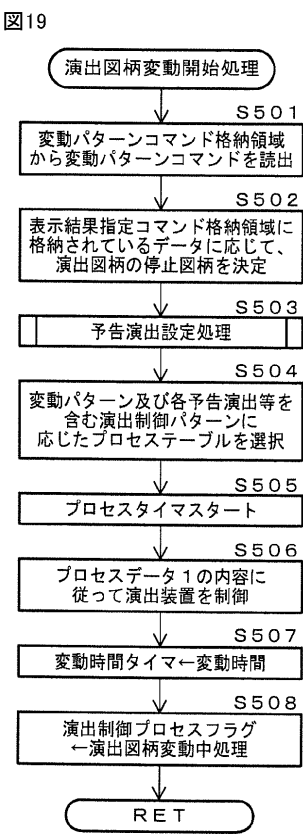 図19
演出図柄変動開始処理
S501
変動パターンコマンド格納領域
から変動パターンコマンドを読出
S502
表示結果指定コマンド格納領域に
格納されているデータに応じて、
演出図柄の停止図柄を決定
S503
予告演出設定処理
S504
変動パターン及び各予告演出等を
含む演出制御パターンに
応じたプロセステーブルを選択
S505
プロセスタイマスタート
S506
プロセスデータ1の内容に
従って演出装置を制御
S507
変動時間タイマ←変動時間
S508
演出制御プロセスフラグ
←演出図柄変動中処理
RET